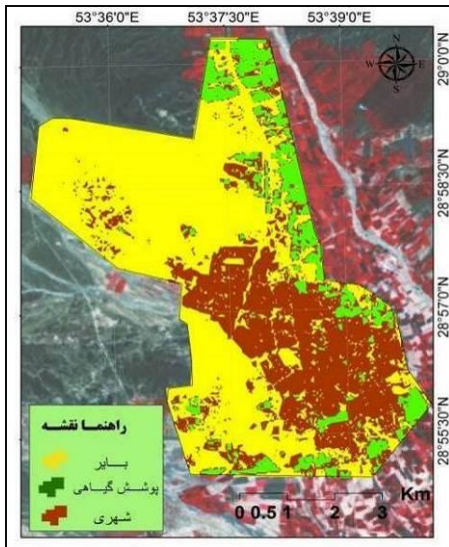 53°36'0"E 53°37'30"E 53°39'0"E
29°0'0"N
28°58'30"N
28°57'0"N
28°55'30"N
N
W E
S
راهنما نقشه
بایر
پوشش گیاهی
شهری
Km
0 0.5 1 2 3